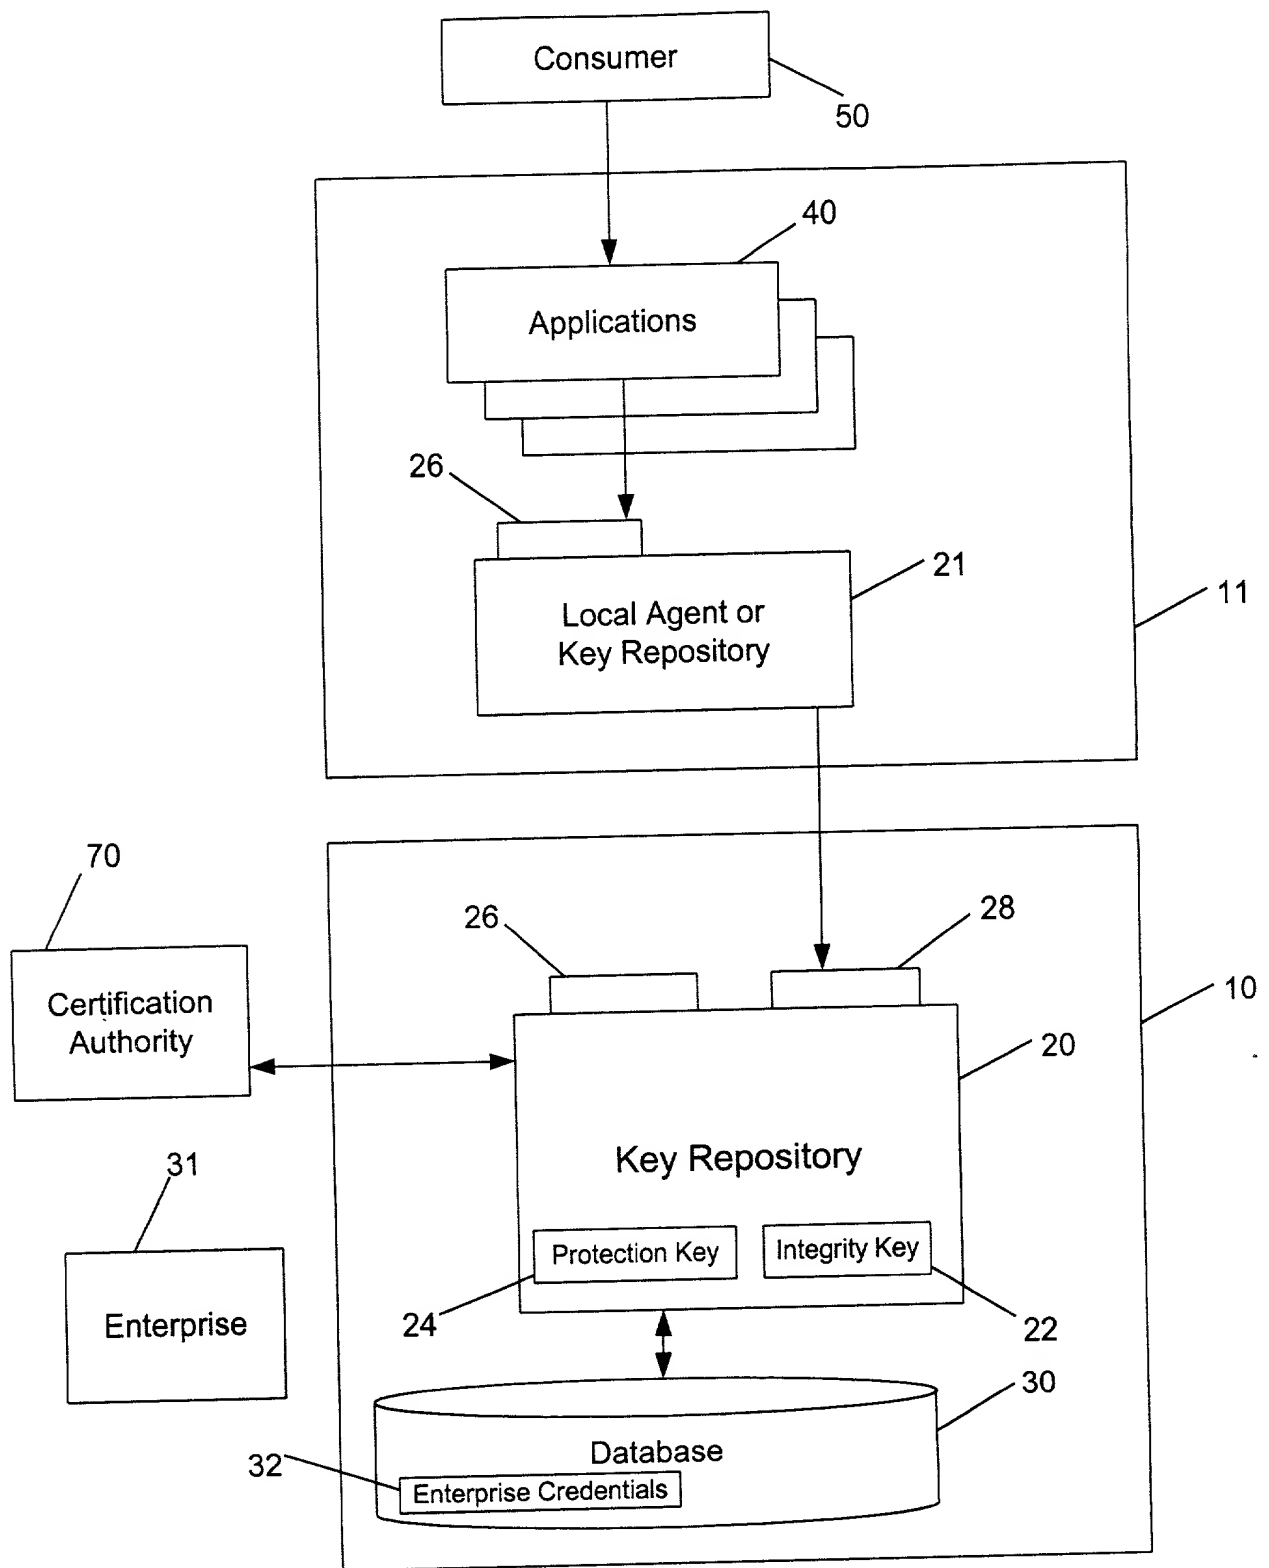 Consumer
50
40
Applications
26
21
Local Agent or
Key Repository
11
70
26
28
Certification
Authority
10
20
Key Repository
31
Protection Key
Integrity Key
Enterprise
24
22
30
Database
32
Enterprise Credentials